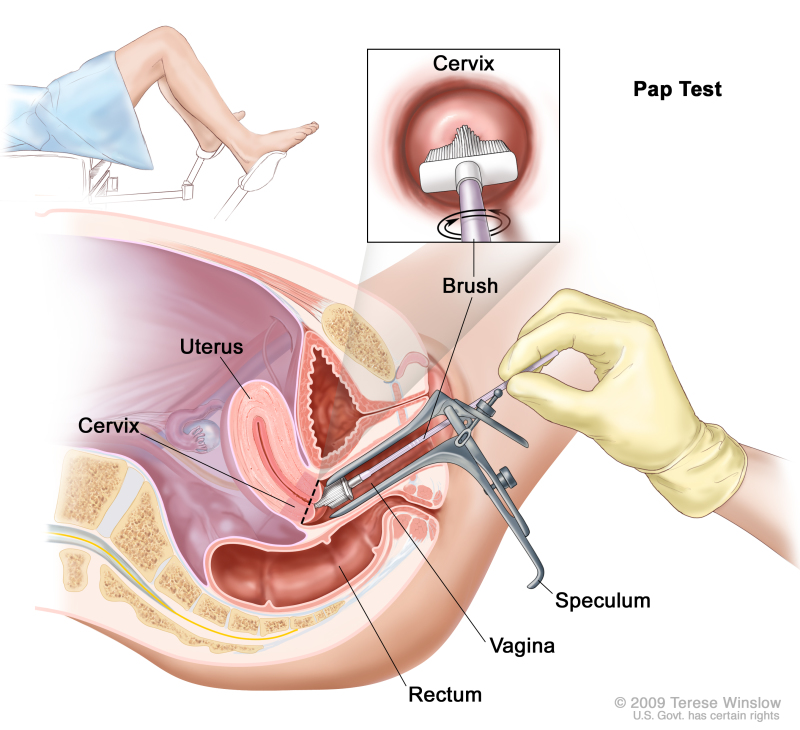 Cervix
Pap Test
Brush
Uterus
Cervix
Speculum
Vagina
Rectum
© 2009 Terese Winslow
U.S. Govt. has certain rights